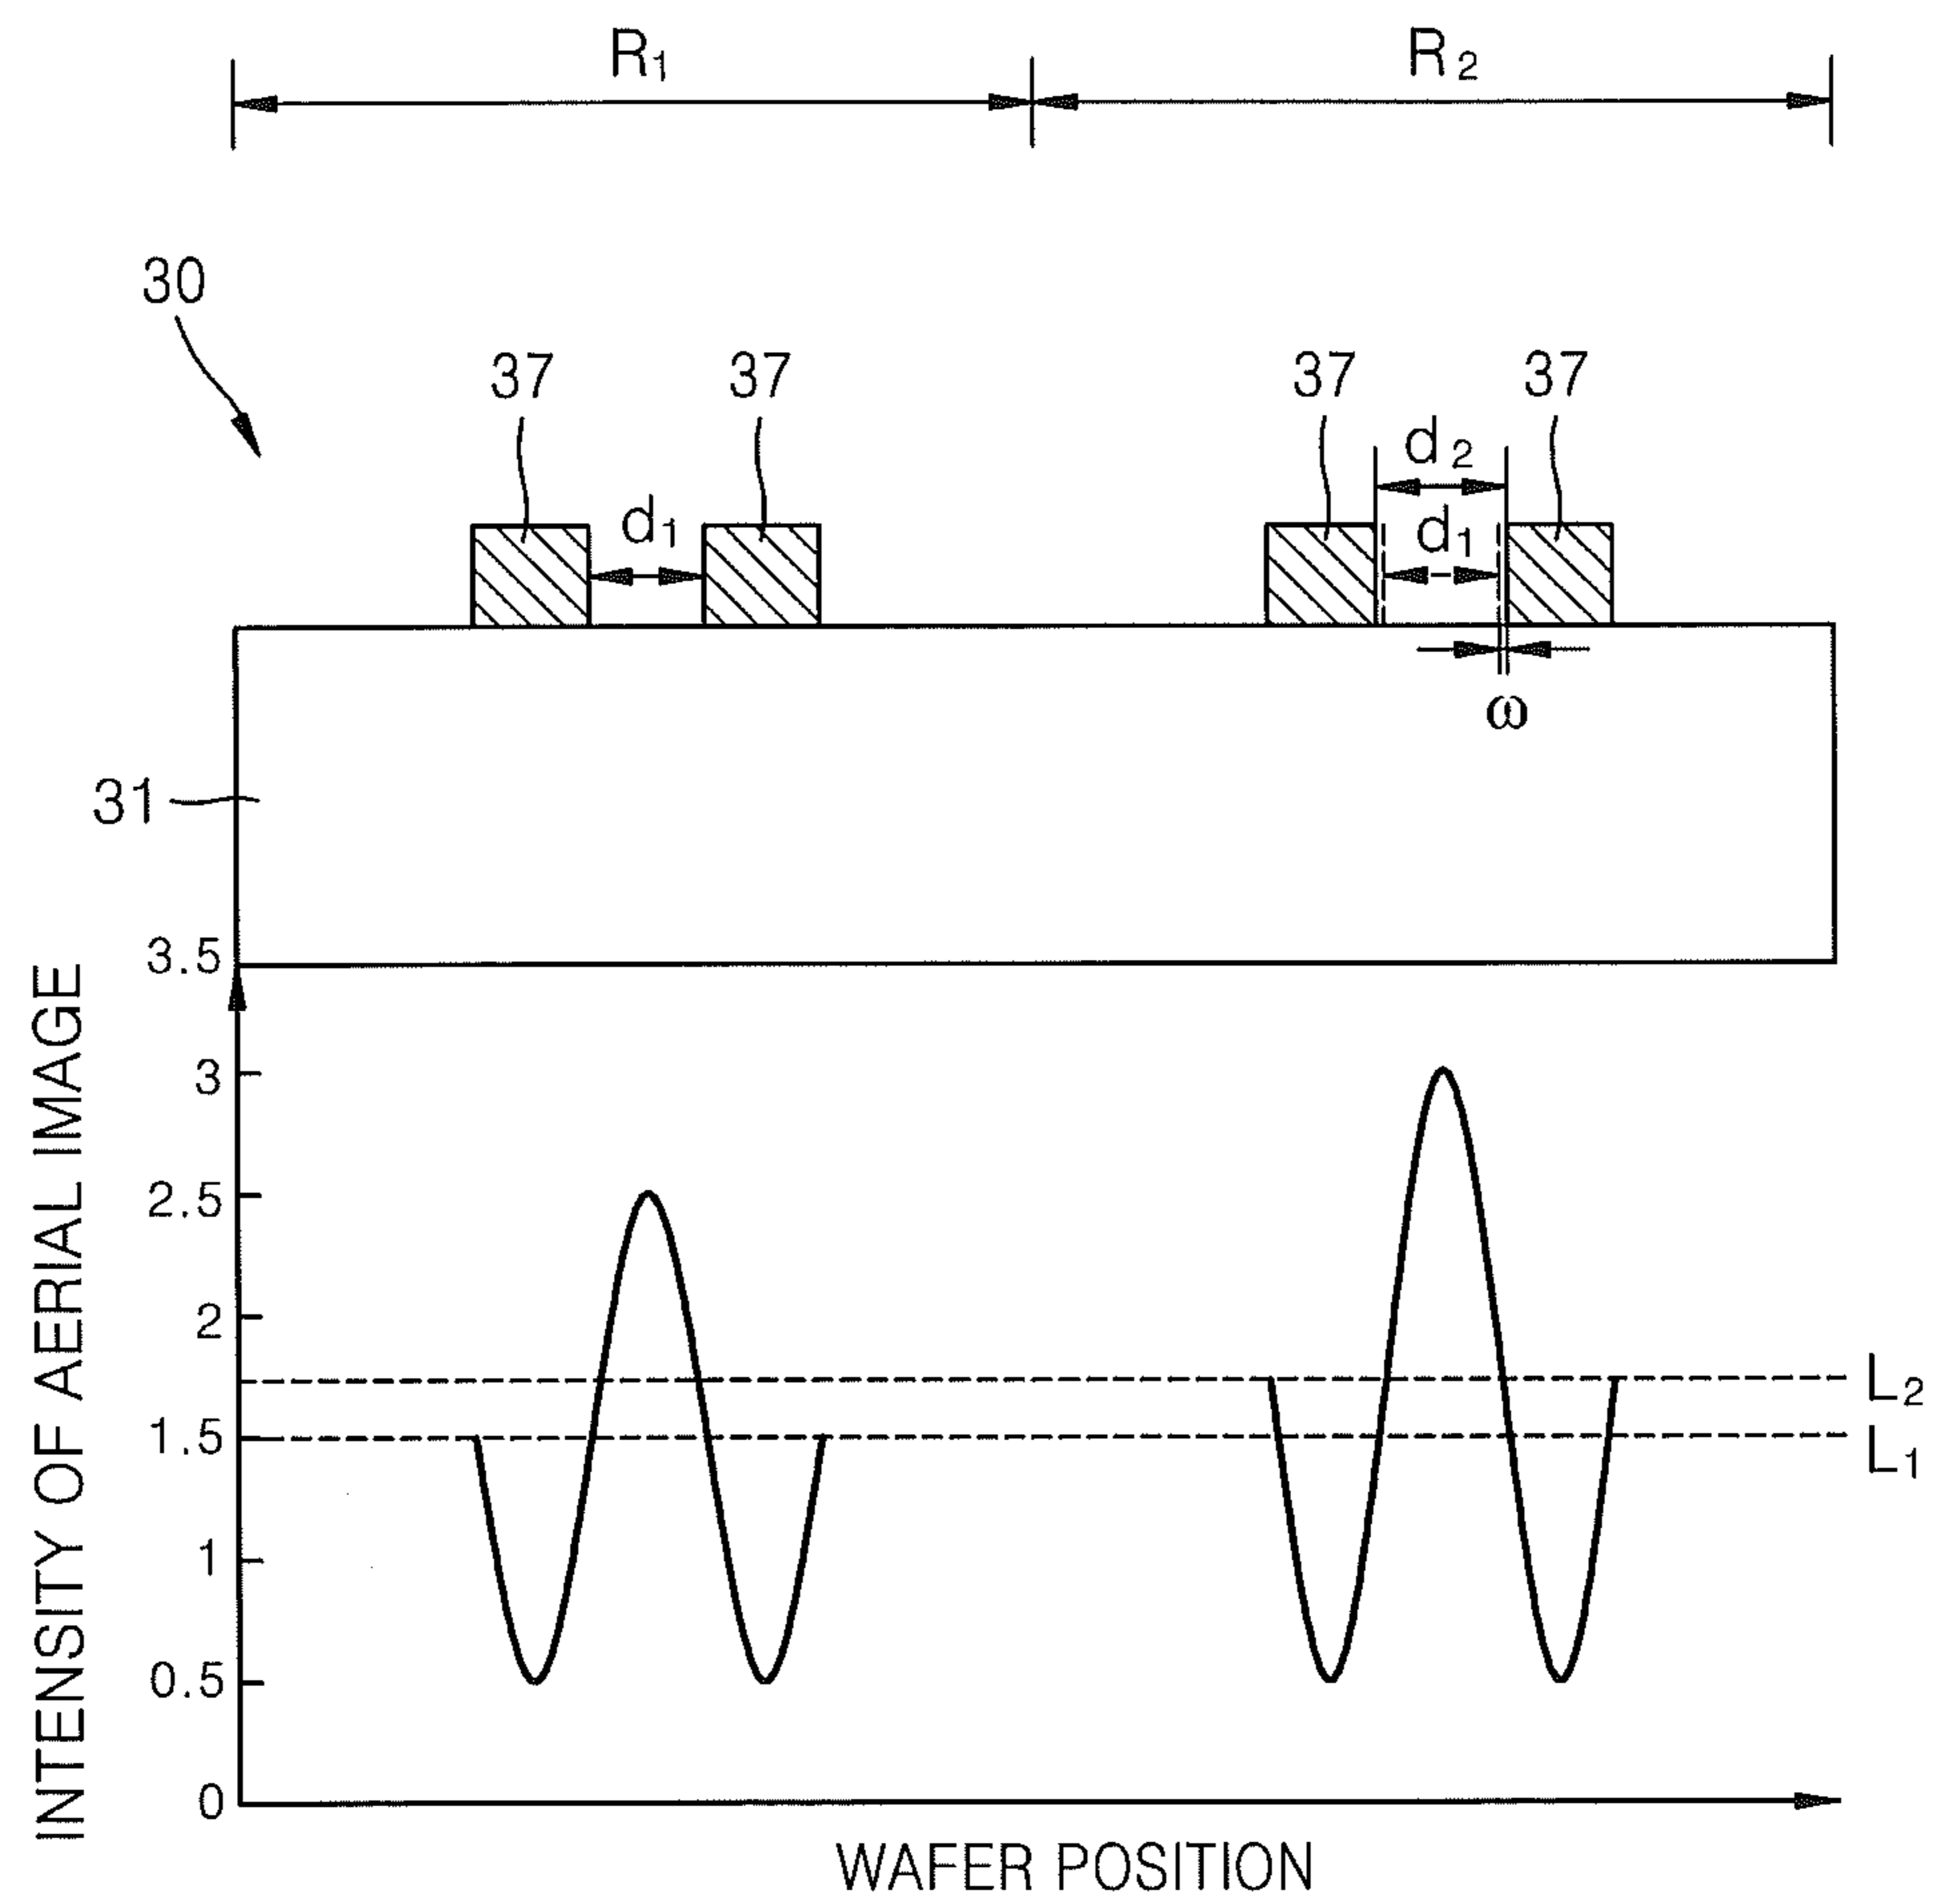 R1 R2
30
37 37 37 37
d2
d1 d1
ω
31
3.5
3
2.5
2
L2
1.5 L1
1
0.5
0
INTENSITY OF AERIAL IMAGE
WAFER POSITION